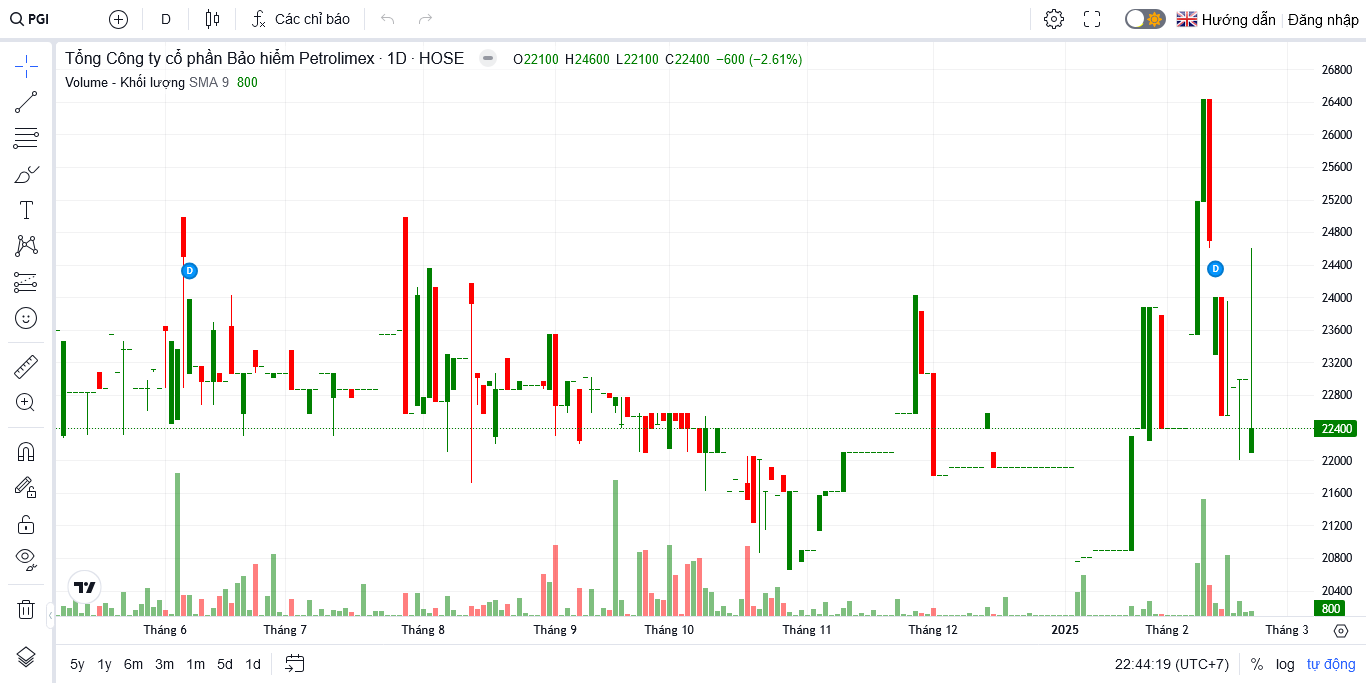 PGI D Các chỉ báo Hướng dẫn Đăng nhập
Tổng Công ty cổ phần Bảo hiểm Petrolimex · 1D · HOSE O22100 H24600 L22100 C22400 −600 (−2.61%)
Volume - Khối lượng SMA 9 800
26800
26400
26000
25600
25200
24800
24400
24000
23600
23200
22800
22400
22000
21600
21200
20800
20400
800
D
D
Tháng 6 Tháng 7 Tháng 8 Tháng 9 Tháng 10 Tháng 11 Tháng 12 2025 Tháng 2 Tháng 3
5y 1y 6m 3m 1m 5d 1d 22:44:19 (UTC+7) % log tự động